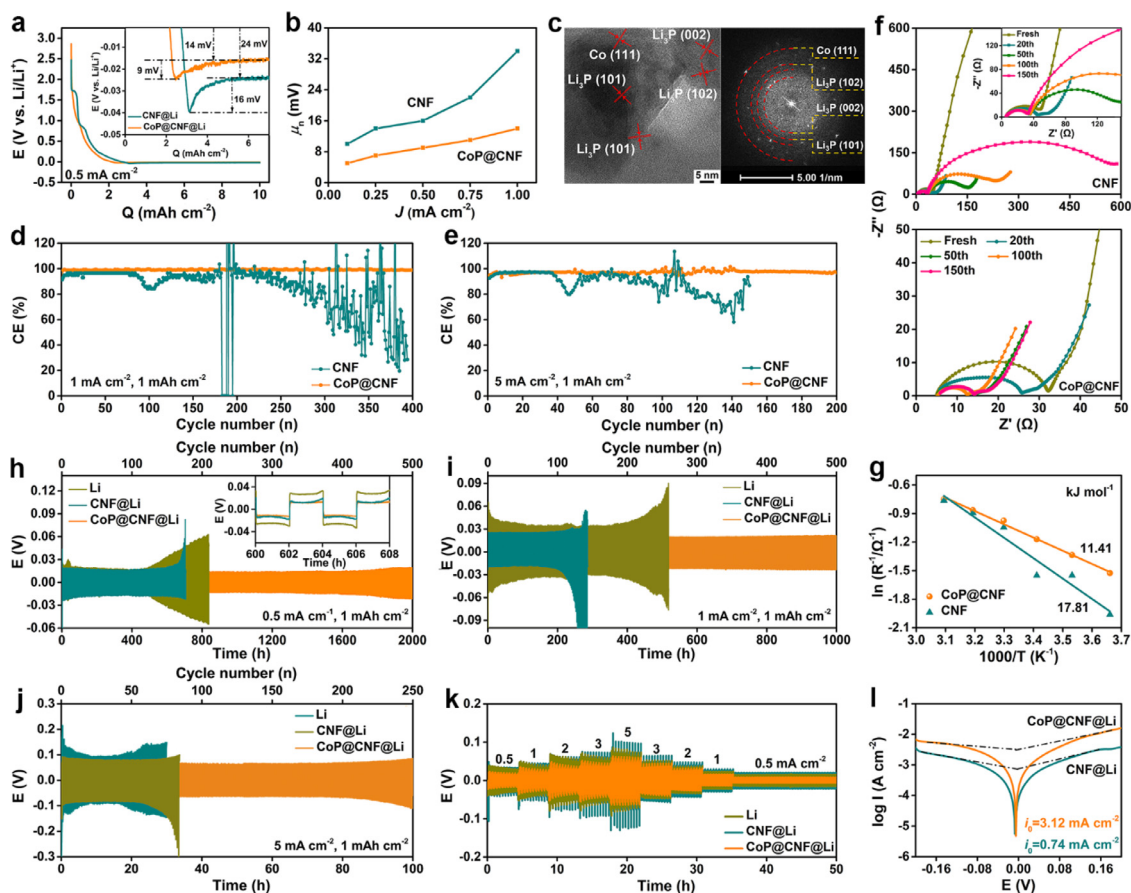 a
E (V vs. Li/Li+)
3.5
3.0
2.5
2.0
1.5
1.0
0.5
0.0
-0.5
0 2 4 6 8 10
Q (mAh cm-2)
0.5 mA cm-2
E (V vs. Li/Li+)
-0.01
-0.02
-0.03
-0.04
-0.05
14 mV
24 mV
9 mV
16 mV
CNF@Li
CoP@CNF@Li
0 2 4 6
Q (mAh cm-2)
b
μn (mV)
40
32
24
16
8
0
CNF
CoP@CNF
0.00 0.25 0.50 0.75 1.00
J (mA cm-2)
c
Li3P (002)
Co (111)
Li3P (101)
Li3P (102)
Li3P (101)
5 nm
Co (111)
Li3P (102)
Li3P (002)
Li3P (101)
5.00 1/nm
d
CE (%)
120
100
80
60
40
20
0
CNF
CoP@CNF
1 mA cm-2, 1 mAh cm-2
0 50 100 150 200 250 300 350 400
Cycle number (n)
e
CE (%)
120
100
80
60
40
20
0
CNF
CoP@CNF
5 mA cm-2, 1 mAh cm-2
0 20 40 60 80 100 120 140 160 180 200
Cycle number (n)
f
-Z'' (Ω)
600
450
300
150
0
Fresh
20th
50th
100th
150th
-Z'' (Ω)
150
100
50
0
0 50 100
Z' (Ω)
CNF
0 150 300 450 600
50
40
30
20
10
0
Fresh
20th
50th
100th
150th
CoP@CNF
0 10 20 30 40 50
Z' (Ω)
g
ln (R-1/Ω-1)
-0.6
-0.9
-1.2
-1.5
-1.8
-2.1
kJ mol-1
11.41
17.81
CoP@CNF
CNF
3.0 3.1 3.2 3.3 3.4 3.5 3.6 3.7
1000/T (K-1)
h
Cycle number (n)
0 100 200 300 400 500
E (V)
0.12
0.09
0.06
0.03
0.00
-0.03
-0.06
Li
CNF@Li
CoP@CNF@Li
E (V)
0.04
0.00
-0.04
600 602 604 606 608
Time (h)
0.5 mA cm-1, 1 mAh cm-2
0 400 800 1200 1600 2000
Time (h)
i
Cycle number (n)
0 100 200 300 400 500
E (V)
0.09
0.06
0.03
0.00
-0.03
-0.06
-0.09
Li
CNF@Li
CoP@CNF@Li
1 mA cm-2, 1 mAh cm-2
0 200 400 600 800 1000
Time (h)
j
Cycle number (n)
0 50 100 150 200 250
E (V)
0.3
0.2
0.1
0.0
-0.1
-0.2
-0.3
Li
CNF@Li
CoP@CNF@Li
5 mA cm-2, 1 mAh cm-2
0 20 40 60 80 100
Time (h)
k
E (V)
0.2
0.1
0.0
-0.1
-0.2
0.5 1 2 3 5 3 2 1 0.5 mA cm-2
Li
CNF@Li
CoP@CNF@Li
0 10 20 30 40 50
Time (h)
l
log I (A cm-2)
-1
-2
-3
-4
-5
-6
CoP@CNF@Li
CNF@Li
i0=3.12 mA cm-2
i0=0.74 mA cm-2
-0.16 -0.08 0.00 0.08 0.16
E (V)